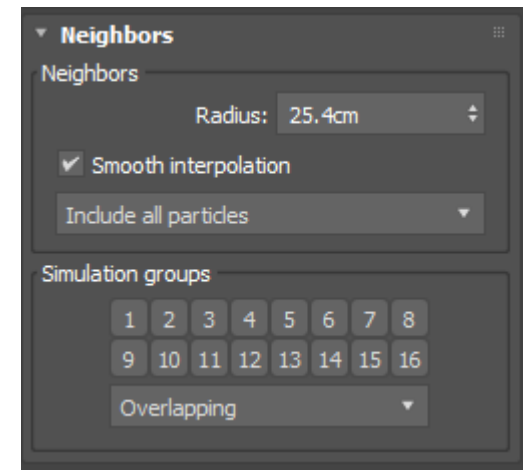 Neighbors
Neighbors
Radius: 25.4cm
Smooth interpolation
Include all particles
Simulation groups
1 2 3 4 5 6 7 8
9 10 11 12 13 14 15 16
Overlapping